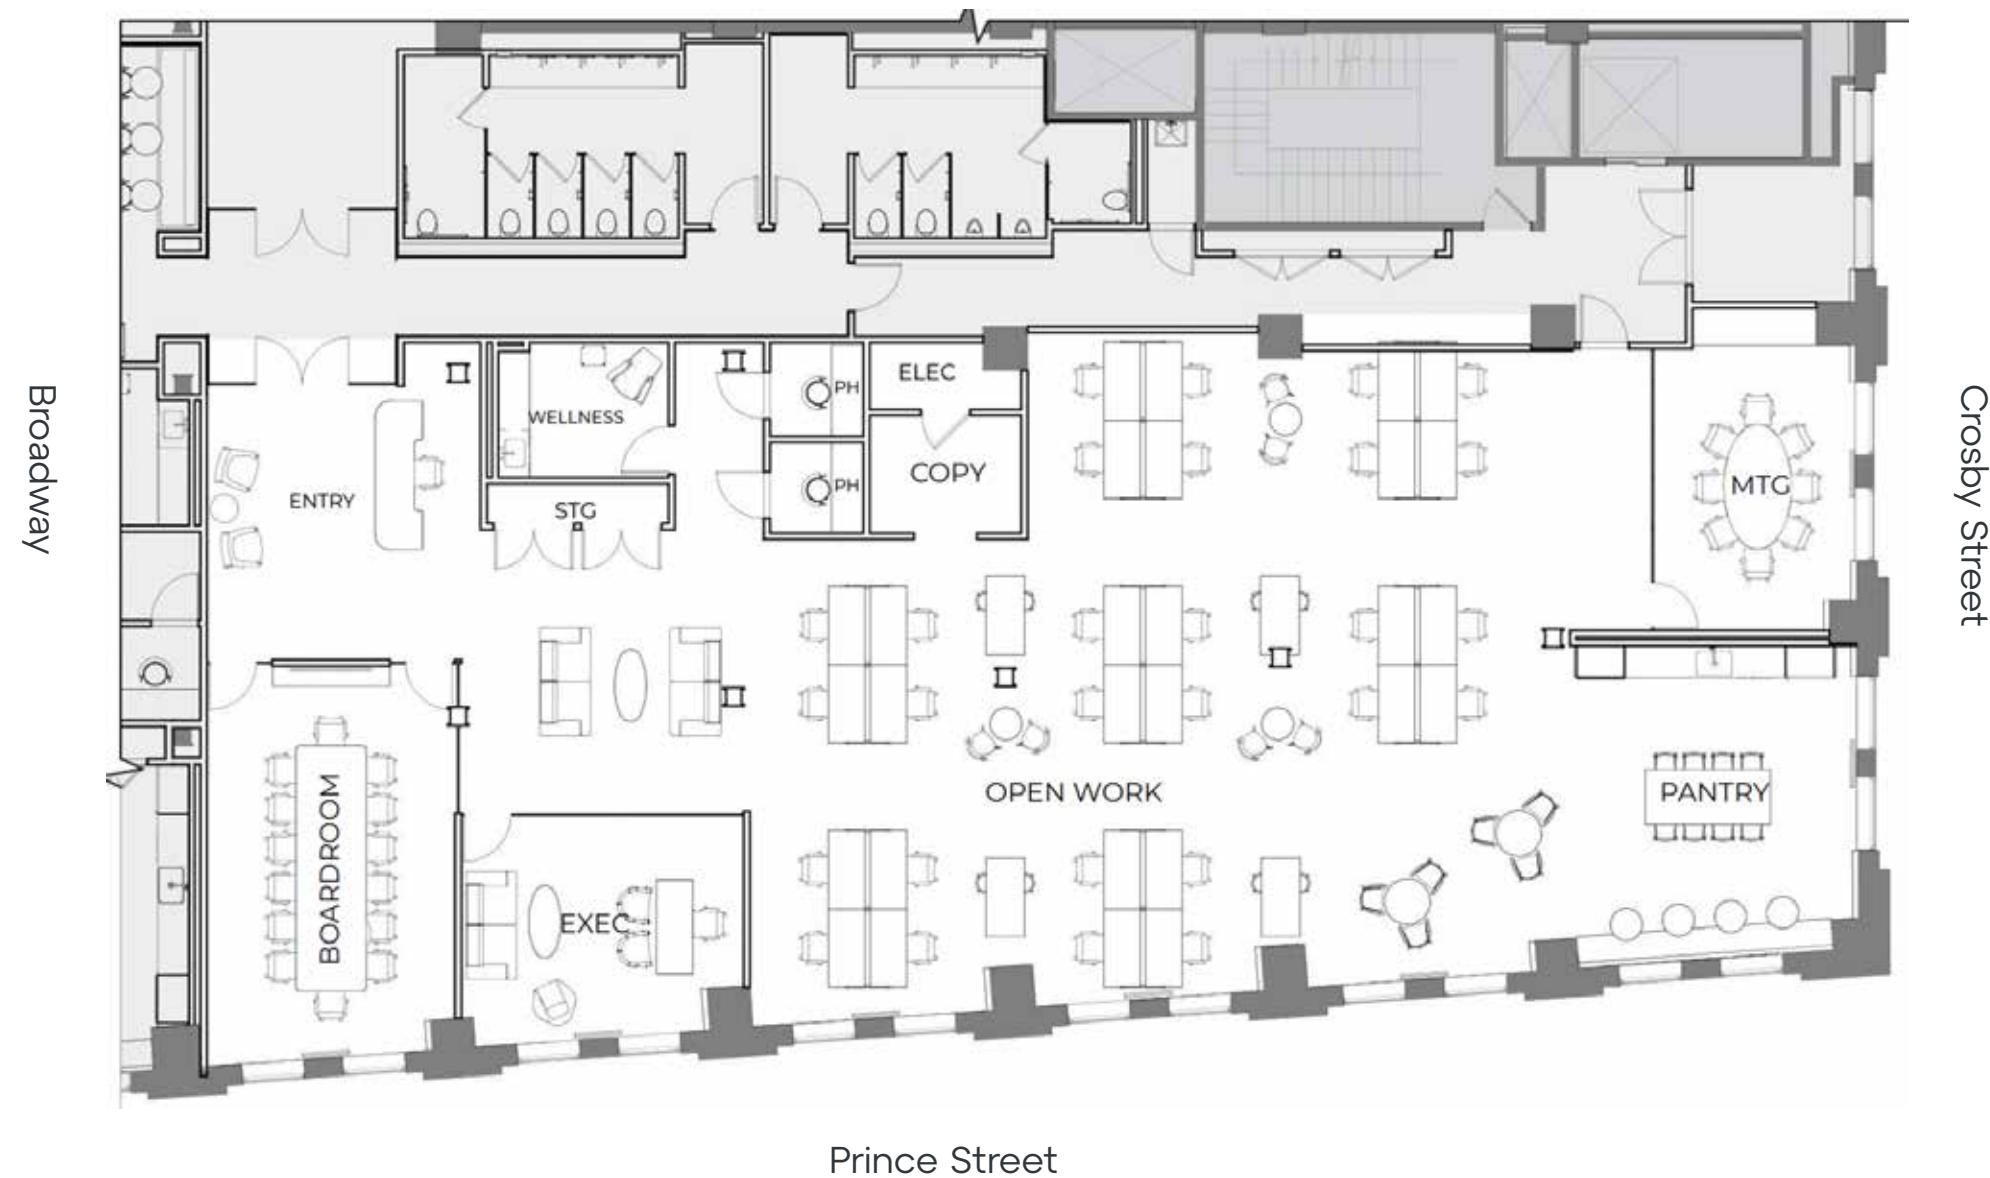 Broadway
Crosby Street
WELLNESS
PH
ELEC
ENTRY
COPY
PH
MTG
STG
BOARDROOM
OPEN WORK
PANTRY
EXEC
Prince Street